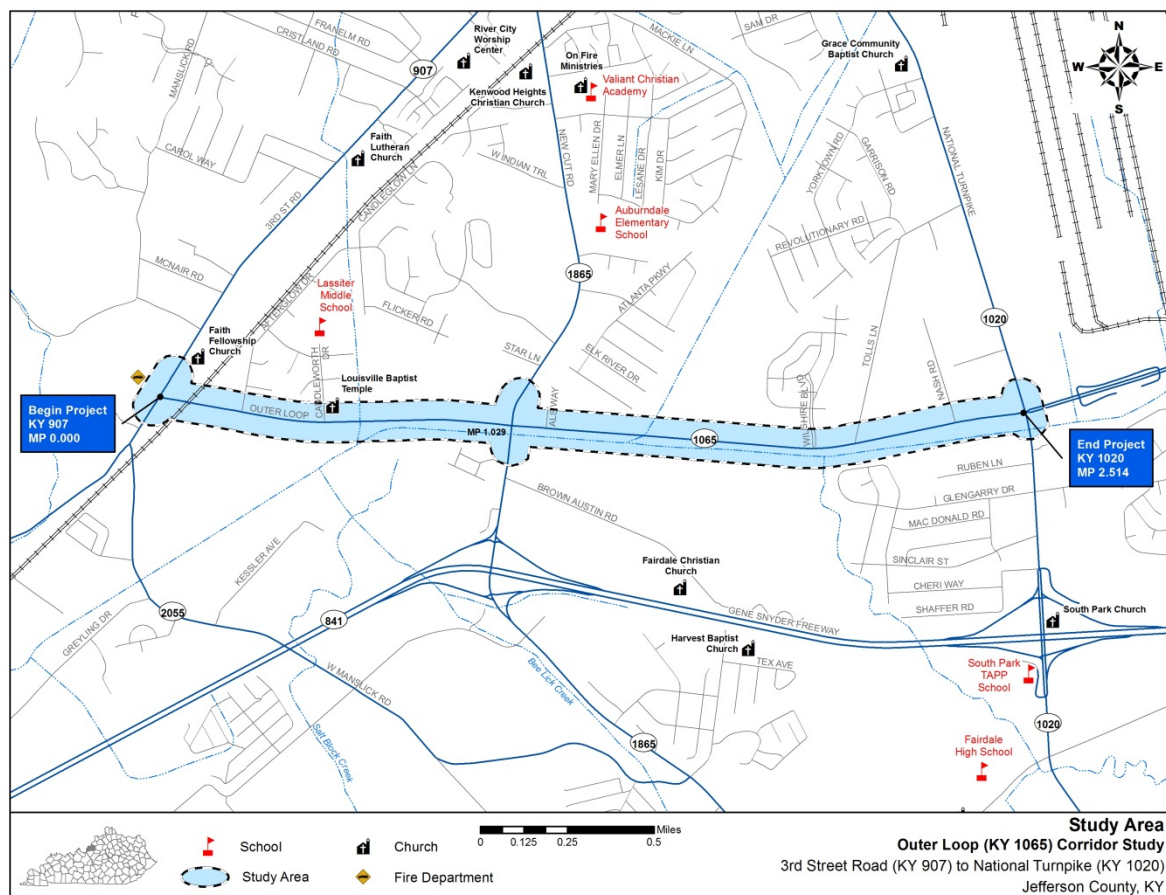 FRANELM RD
CRISTLAND RD
MANSLICK RD
907
River City
Worship
Center
Kenwood Heights
Christian Church
On Fire
Ministries
Valiant Christian
Academy
MACKIE LN
SAM DR
Grace Community
Baptist Church
N
W E
S
CAROL WAY
Faith
Lutheran
Church
CANDLEGLOW LN
W INDIAN TRL
NEW CUT RD
MARY ELLEN DR
ELMER LN
LESANE DR
KIM DR
YORKTOWN RD
GARRISON RD
NATIONAL TURNPIKE
3RD ST RD
Auburndale
Elementary
School
REVOLUTIONARY RD
MCNAIR RD
AFTERGLOW DR
Lassiter
Middle
School
FLICKER RD
1865
ATLANTA PKWY
1020
Faith
Fellowship
Church
CANDLEWORTH
DR
STAR LN
ELK RIVER DR
TOLLS LN
NASH RD
Louisville Baptist
Temple
ALS WAY
WILSHIRE BLVD
Begin Project
KY 907
MP 0.000
OUTER LOOP
MP 1.029
1065
End Project
KY 1020
MP 2.514
RUBEN LN
GLENGARRY DR
BROWN AUSTIN RD
MAC DONALD RD
KESSLER AVE
SINCLAIR ST
Fairdale Christian
Church
CHERI WAY
SHAFFER RD
2055
841
GENE SNYDER FREEWAY
South Park Church
GREYLING DR
Harvest Baptist
Church
TEX AVE
W MANSLICK RD
Bee Lick Creek
South Park
TAPP
School
Salt Block Creek
1865
1020
Fairdale
High School
School
Church
Study Area
Fire Department
Miles
0 0.125 0.25 0.5
Study Area
Outer Loop (KY 1065) Corridor Study
3rd Street Road (KY 907) to National Turnpike (KY 1020)
Jefferson County, KY